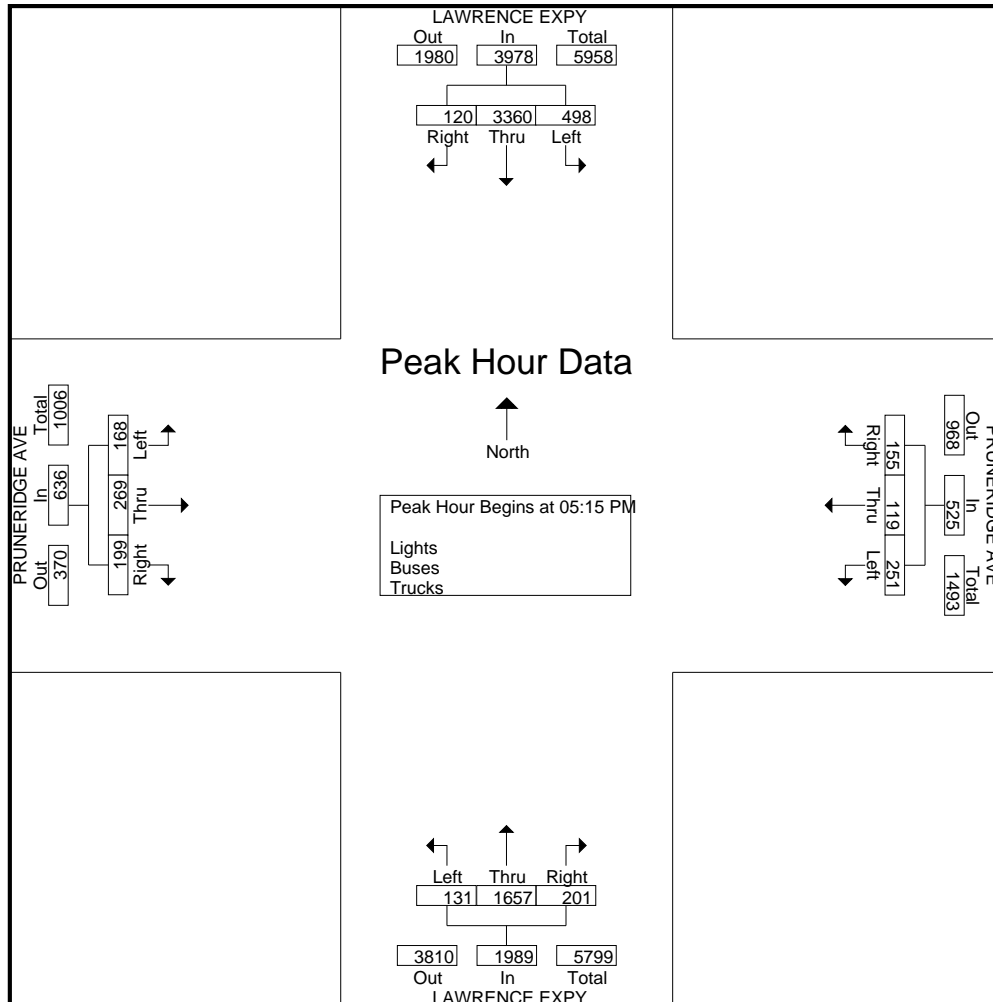 LAWRENCE EXPY
Out In Total
1980 3978 5958
120 3360 498
Right Thru Left
Peak Hour Data
North
Peak Hour Begins at 05:15 PM
Lights
Buses
Trucks
PRUNERIDGE AVE
Out In Total
370 636 1006
199 269 168
Right Thru Left
PRUNERIDGE AVE
Out In Total
968 525 1493
155 119 251
Right Thru Left
Left Thru Right
131 1657 201
3810 1989 5799
Out In Total
LAWRENCE EXPY